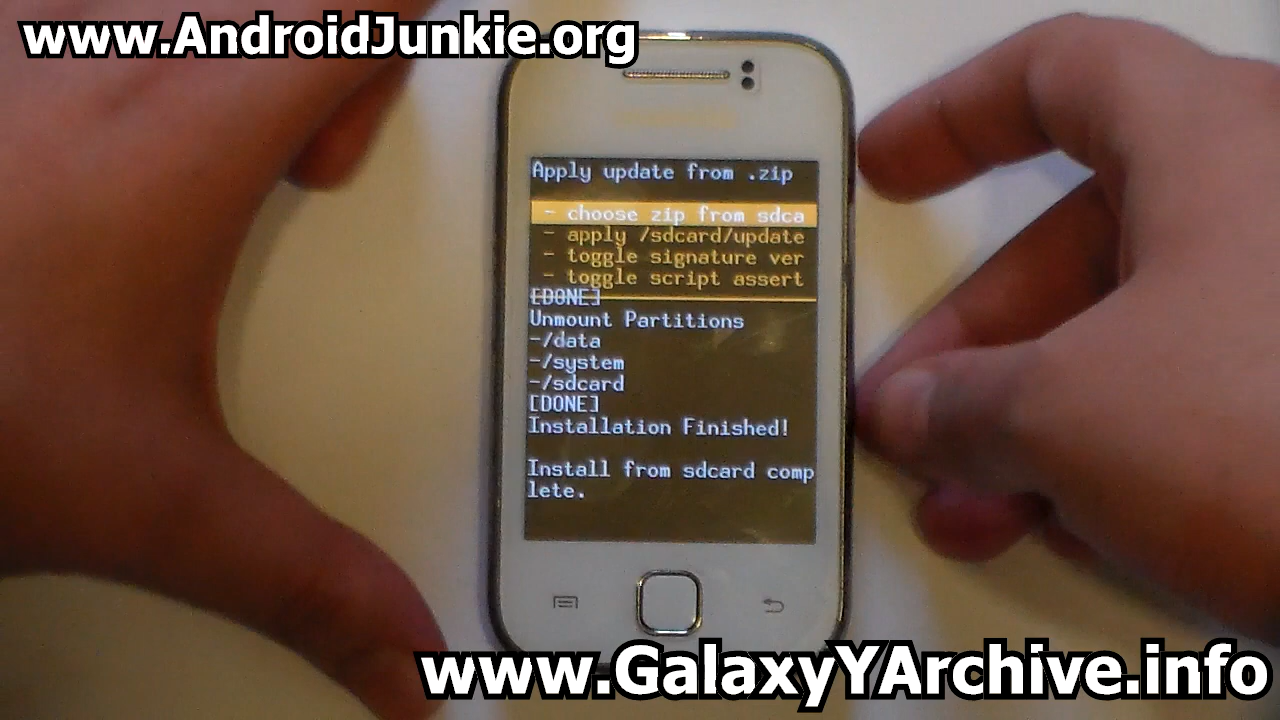 www.AndroidJunkie.org
Apply update from .zip
- choose zip from sdca
- apply /sdcard/update
- toggle signature ver
- toggle script assert
[DONE]
Unmount Partitions
-/data
-/system
-/sdcard
[DONE]
Installation Finished!
Install from sdcard comp
lete.
www.GalaxyYArchive.info